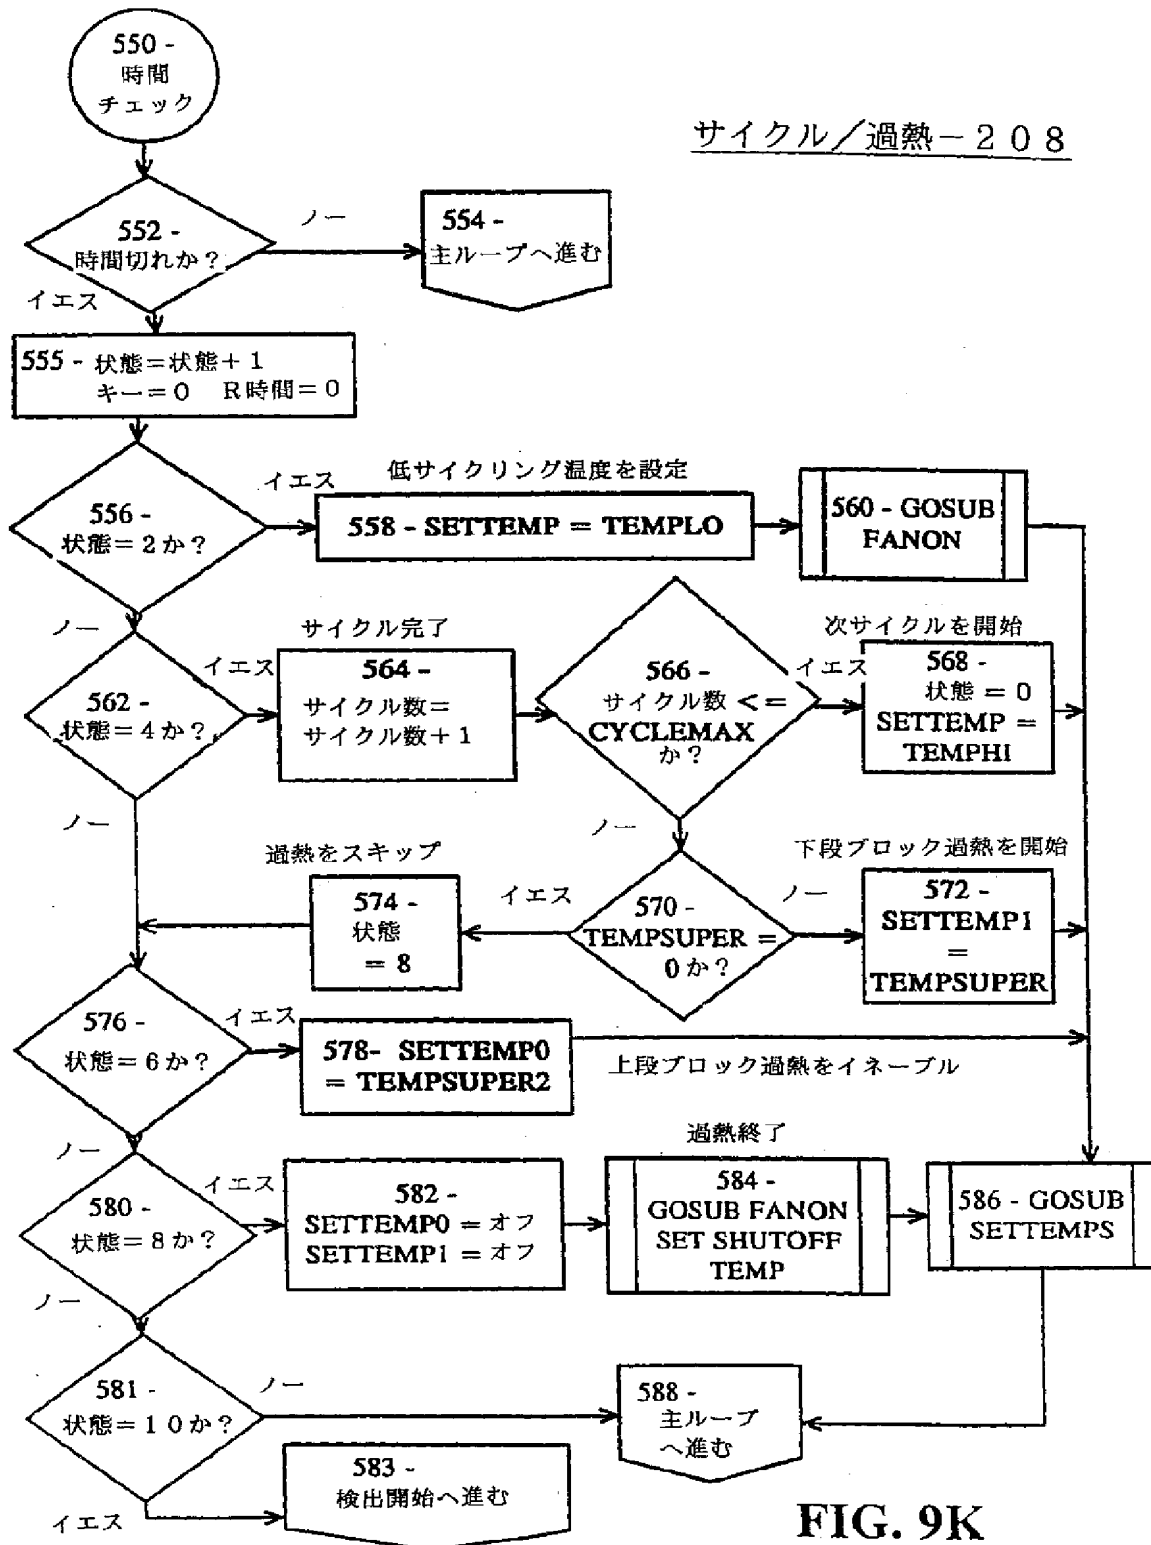 550 -
時間
チェック
サイクル／過熱－２０８
552 -
時間切れか？
ノー
554 -
主ループへ進む
イエス
555 - 状態＝状態＋１
キー＝０　Ｒ時間＝０
556 -
状態＝２か？
イエス
低サイクリング温度を設定
558 - SETTEMP = TEMPLO
560 - GOSUB
FANON
ノー
562 -
状態＝４か？
イエス
サイクル完了
564 -
サイクル数＝
サイクル数＋１
566 -
サイクル数 <=
CYCLEMAX
か？
イエス
次サイクルを開始
568 -
状態 ＝ ０
SETTEMP =
TEMPHI
ノー
ノー
過熱をスキップ
574 -
状態
= 8
イエス
570 -
TEMPSUPER =
０か？
ノー
下段ブロック過熱を開始
572 -
SETTEMP1
=
TEMPSUPER
576 -
状態＝６か？
イエス
578- SETTEMP0
= TEMPSUPER2
上段ブロック過熱をイネーブル
ノー
580 -
状態＝８か？
イエス
582 -
SETTEMP0 = オフ
SETTEMP1 = オフ
過熱終了
584 -
GOSUB FANON
SET SHUTOFF
TEMP
586 - GOSUB
SETTEMPS
ノー
581 -
状態＝１０か？
ノー
588 -
主ループ
へ進む
イエス
583 -
検出開始へ進む
FIG. 9K